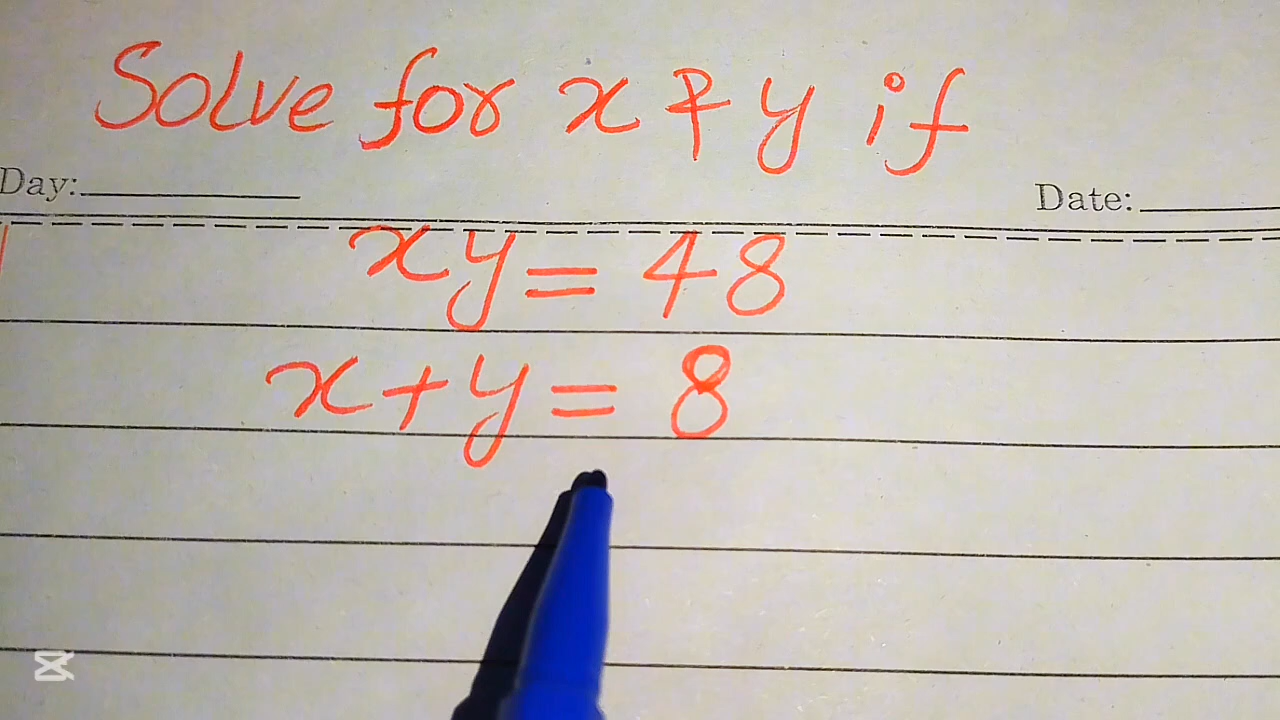 Solve for x & y if
Day: Date:
xy = 48
x + y = 8